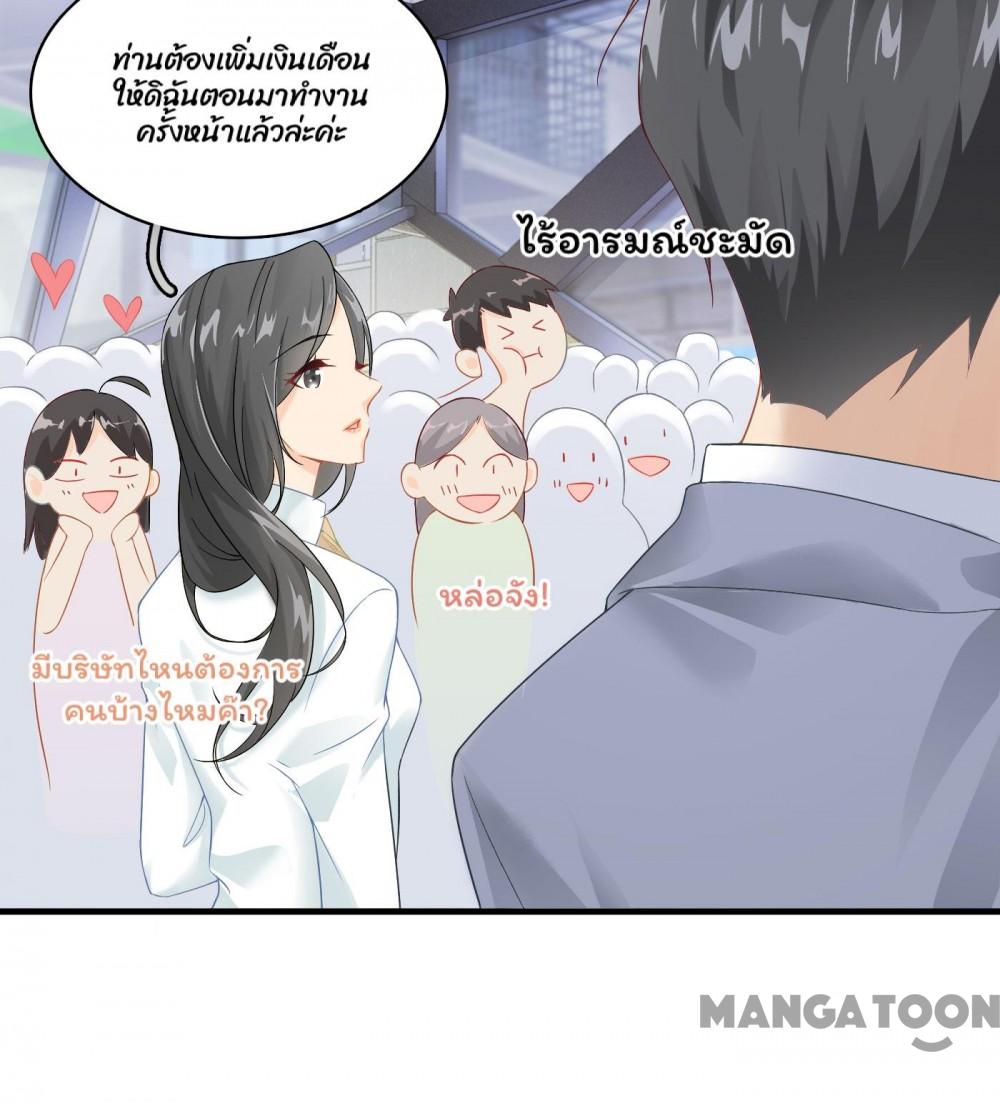 ท่านต้องเพิ่มเงินเดือน
ให้ดิฉันตอนมาทำงาน
ครั้งหน้าแล้วล่ะค่ะ
ไร้อารมณ์ชะมัด
หล่อจัง!
มีบริษัทไหนต้องการ
คนบ้างไหมค๊า?
MANGATOON